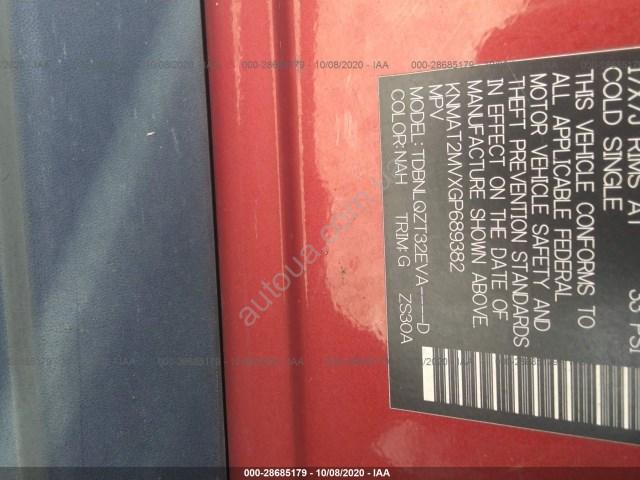 COLD SINGLE
33 PSI
THIS VEHICLE CONFORMS TO
ALL APPLICABLE FEDERAL
MOTOR VEHICLE SAFETY AND
THEFT PREVENTION STANDARDS
IN EFFECT ON THE DATE OF
MANUFACTURE SHOWN ABOVE.
KNMAT2MVXGP689382
MPV
MODEL:TDBNLQZT32EVA----D
COLOR:NAH TRIM:G ZS30A
autoua.com.ua
000-28685179 - 10/08/2020 - IAA